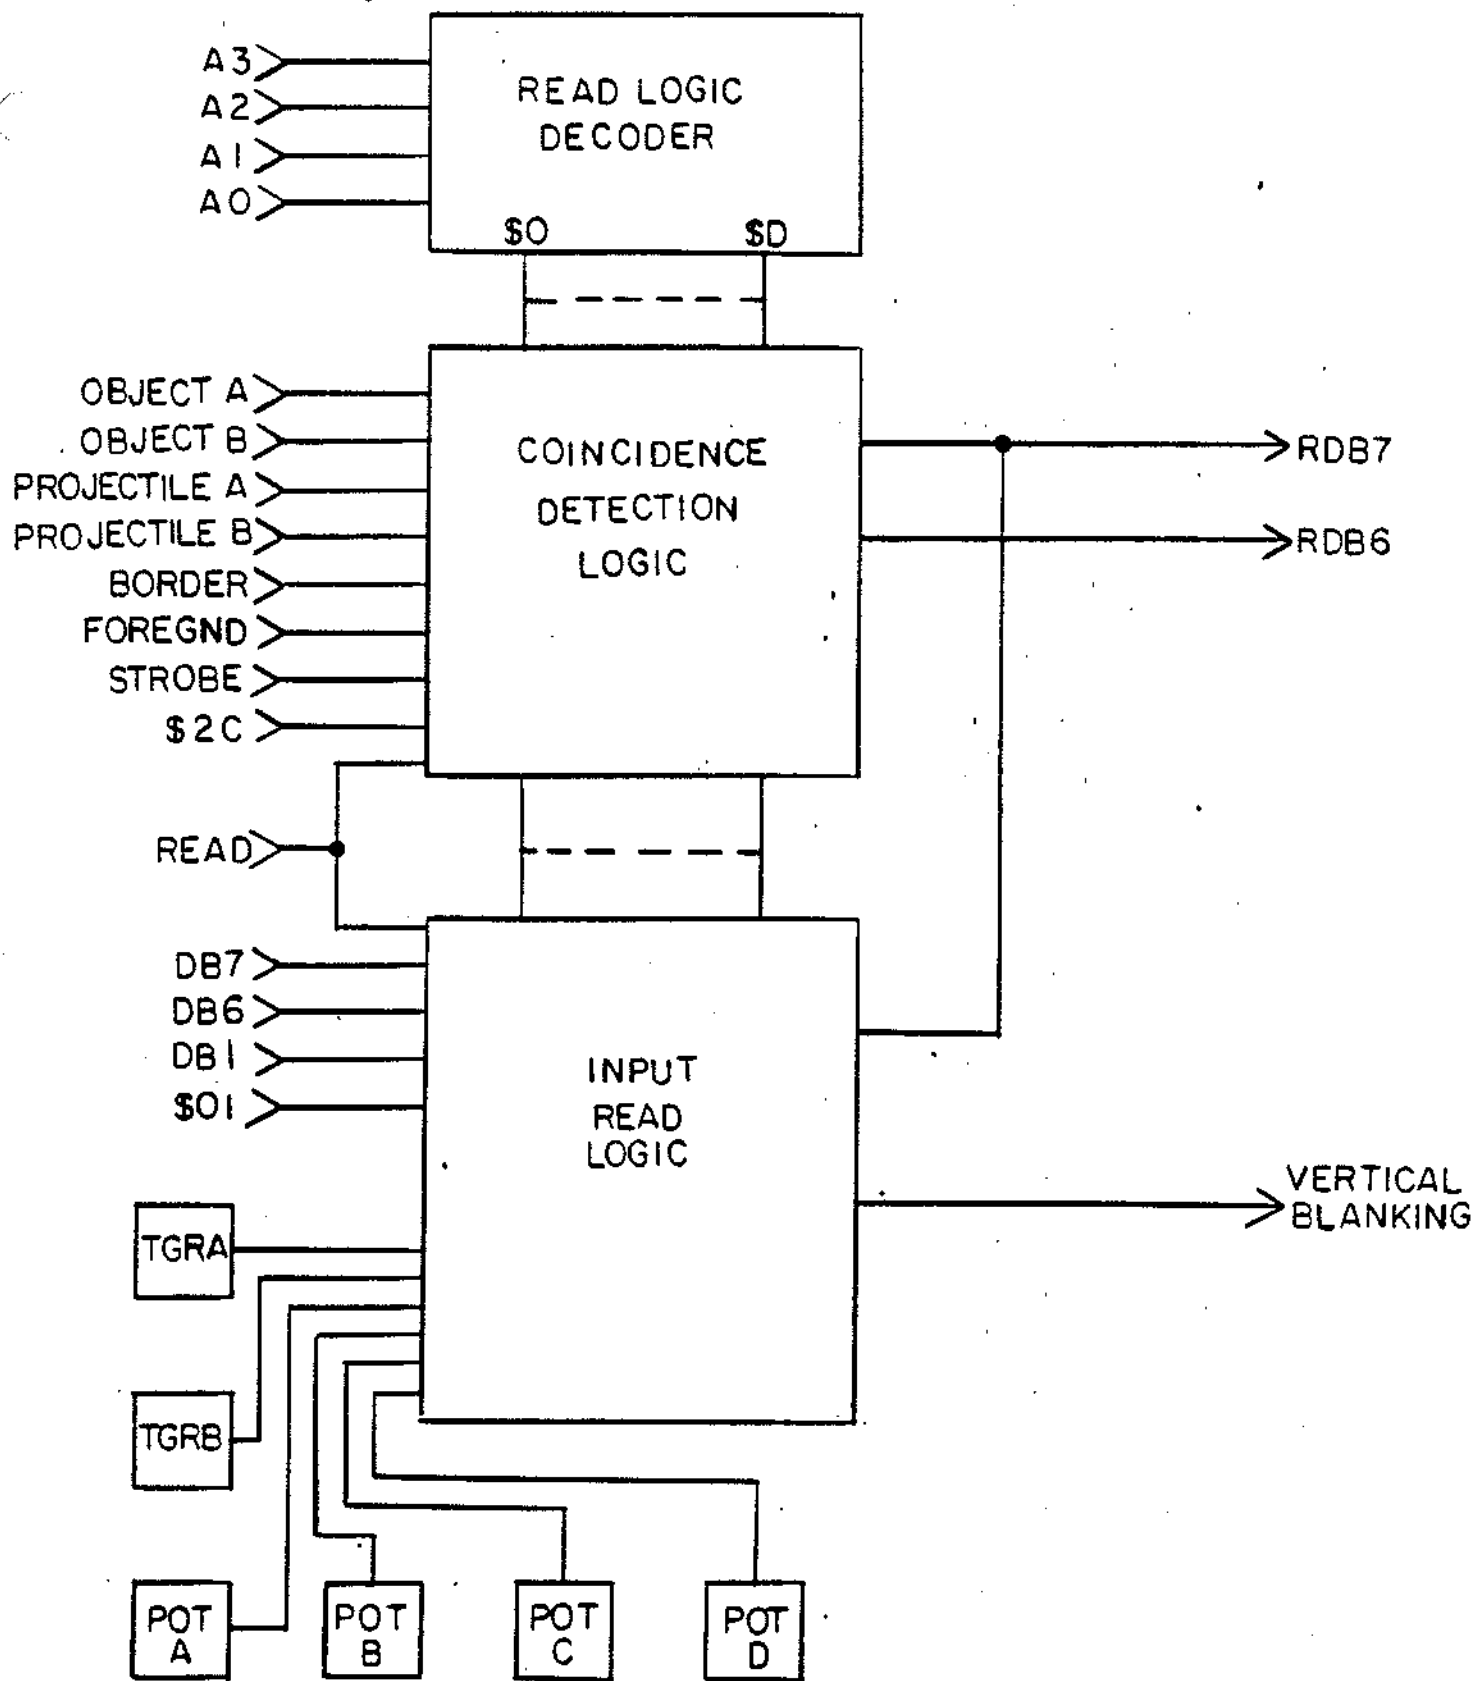 A3
A2
A1
A0
READ LOGIC
DECODER
$0
$D
OBJECT A
OBJECT B
PROJECTILE A
PROJECTILE B
BORDER
FOREGND
STROBE
$2C
COINCIDENCE
DETECTION
LOGIC
RDB7
RDB6
READ
DB7
DB6
DB1
$01
INPUT
READ
LOGIC
VERTICAL
BLANKING
TGRA
TGRB
POT
A
POT
B
POT
C
POT
D